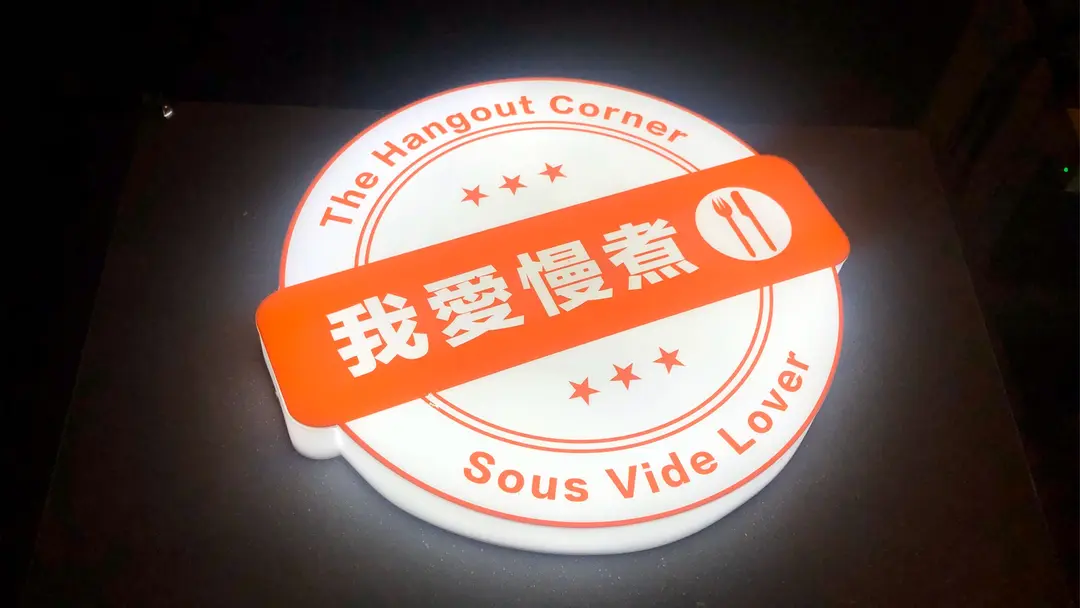 The Hangout Corner
我愛慢煮
Sous Vide Lover